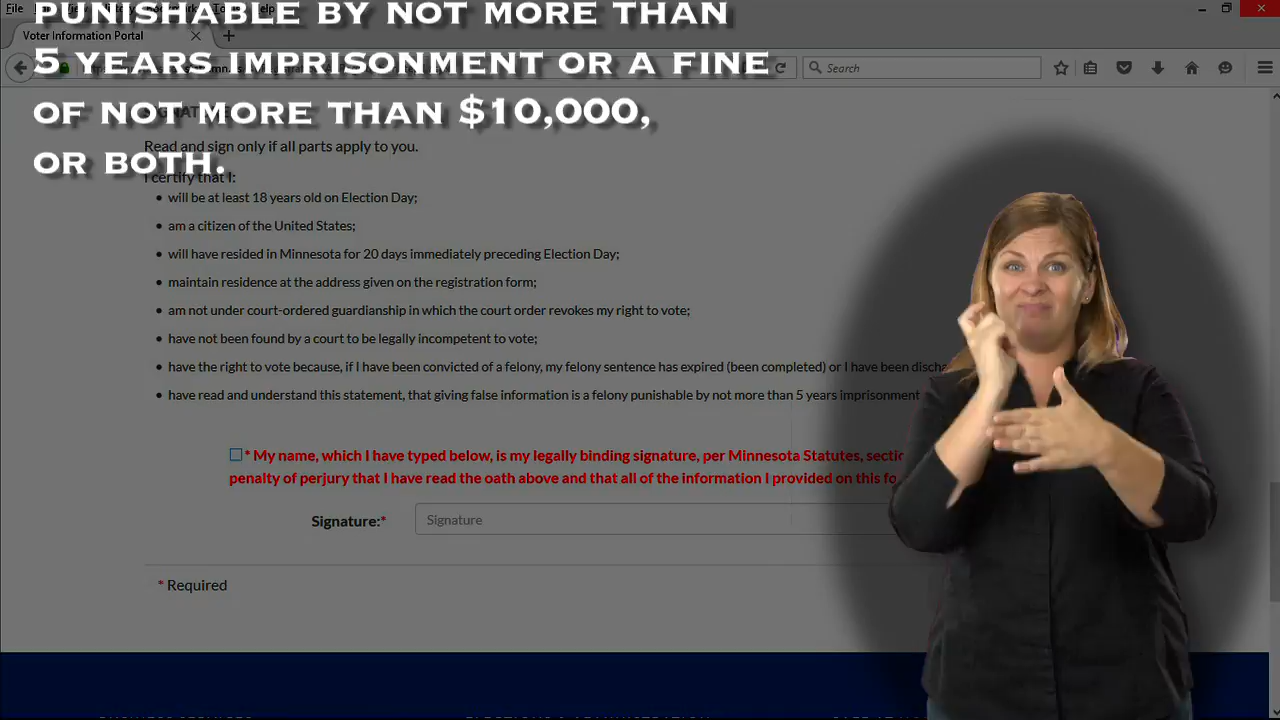 PUNISHABLE BY NOT MORE THAN
5 YEARS IMPRISONMENT OR A FINE
OF NOT MORE THAN $10,000,
OR BOTH.
File
Voter Information Portal
Search
Read and sign only if all parts apply to you.
I certify that I:
• will be at least 18 years old on Election Day;
• am a citizen of the United States;
• will have resided in Minnesota for 20 days immediately preceding Election Day;
• maintain residence at the address given on the registration form;
• am not under court-ordered guardianship in which the court order revokes my right to vote;
• have not been found by a court to be legally incompetent to vote;
• have the right to vote because, if I have been convicted of a felony, my felony sentence has expired (been completed) or I have been discha
• have read and understand this statement, that giving false information is a felony punishable by not more than 5 years imprisonment
* My name, which I have typed below, is my legally binding signature, per Minnesota Statutes, sectio
penalty of perjury that I have read the oath above and that all of the information I provided on this fo
Signature:*
Signature
* Required